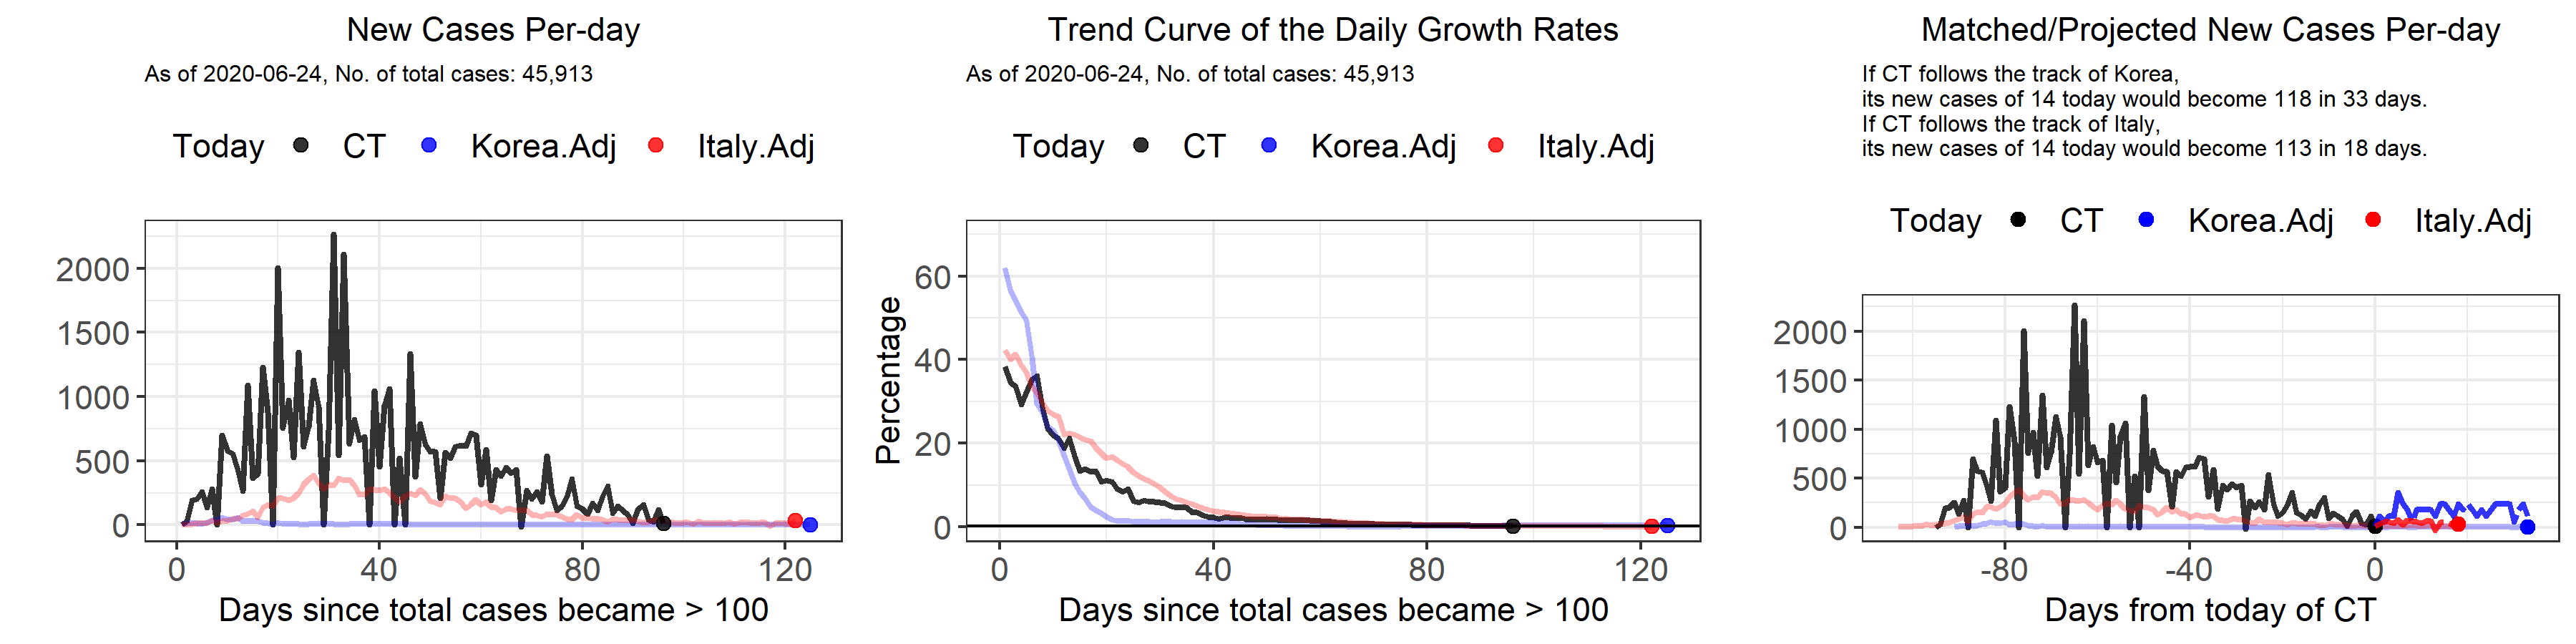 New Cases Per-day
As of 2020-06-24, No. of total cases: 45,913
Today CT Korea.Adj Italy.Adj
2000
1500
1000
500
0
0 40 80 120
Days since total cases became > 100
Trend Curve of the Daily Growth Rates
As of 2020-06-24, No. of total cases: 45,913
Today CT Korea.Adj Italy.Adj
Percentage
60
40
20
0
0 40 80 120
Days since total cases became > 100
Matched/Projected New Cases Per-day
If CT follows the track of Korea,
its new cases of 14 today would become 118 in 33 days.
If CT follows the track of Italy,
its new cases of 14 today would become 113 in 18 days.
Today CT Korea.Adj Italy.Adj
2000
1500
1000
500
0
-80 -40 0
Days from today of CT